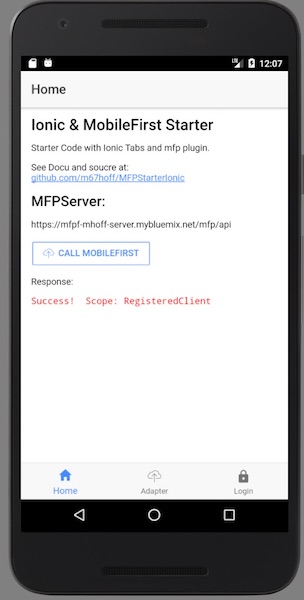 LTE 12:07
Home
Ionic & MobileFirst Starter
Starter Code with Ionic Tabs and mfp plugin.
See Docu and soucre at:
github.com/m67hoff/MFPStarterIonic
MFPServer:
https://mfpf-mhoff-server.mybluemix.net/mfp/api
CALL MOBILEFIRST
Response:
Success! Scope: RegisteredClient
Home Adapter Login